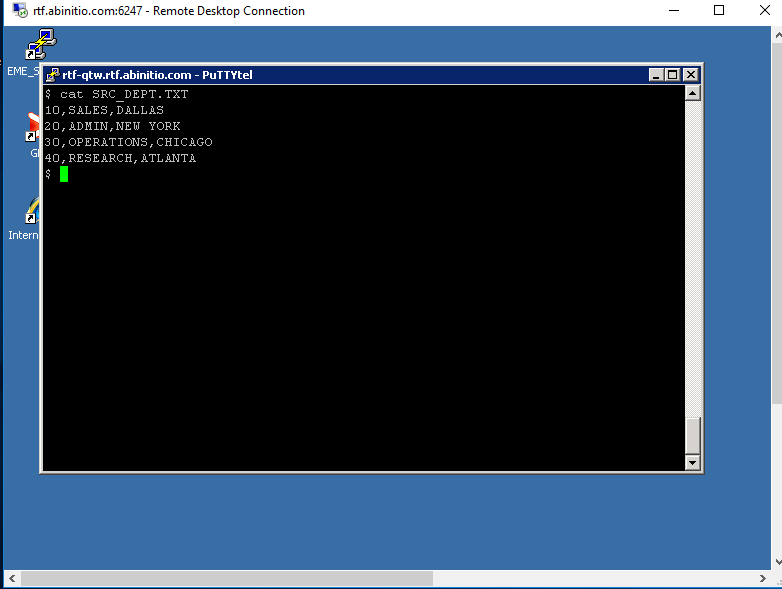 rtf.abinitio.com:6247 - Remote Desktop Connection
EME_S
rtf-qtw.rtf.abinitio.com - PuTTYtel
$ cat SRC_DEPT.TXT
10,SALES,DALLAS
20,ADMIN,NEW YORK
30,OPERATIONS,CHICAGO
40,RESEARCH,ATLANTA
$
Intern